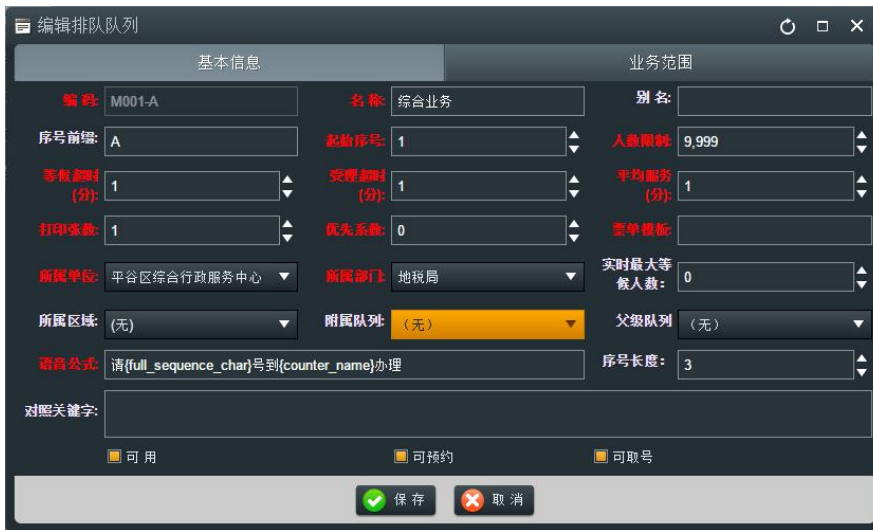 编辑排队队列
基本信息 业务范围
编 码: M001-A 名 称: 综合业务 别 名:
序号前缀: A 起始序号: 1 人数限制: 9,999
等候超时(分): 1 受理超时(分): 1 平均服务(分): 1
打印张数: 1 优先系数: 0 票单模板:
所属单位: 平谷区综合行政服务中心 所属部门: 地税局 实时最大等候人数: 0
所属区域: (无) 附属队列: （无） 父级队列 （无）
语音公式: 请{full_sequence_char}号到{counter_name}办理 序号长度: 3
对照关键字:
可 用 可预约 可取号
保 存 取 消